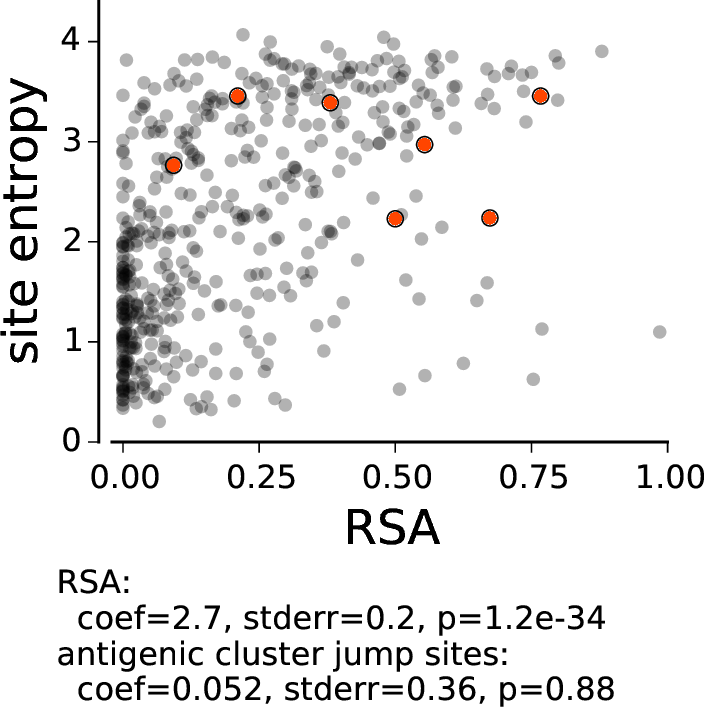 4
3
2
1
0
site entropy
0.00 0.25 0.50 0.75 1.00
RSA
RSA:
coef=2.7, stderr=0.2, p=1.2e-34
antigenic cluster jump sites:
coef=0.052, stderr=0.36, p=0.88